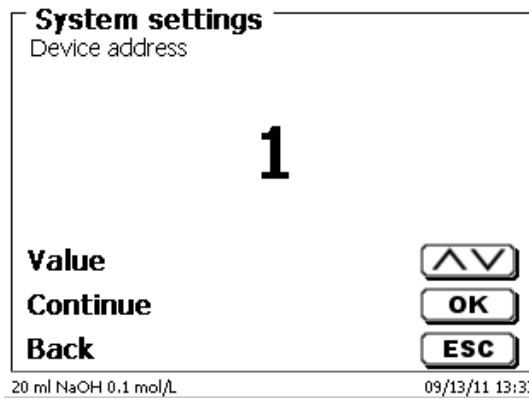 System settings
Device address
1
Value
Continue OK
Back ESC
20 ml NaOH 0.1 mol/L 09/13/11 13:3